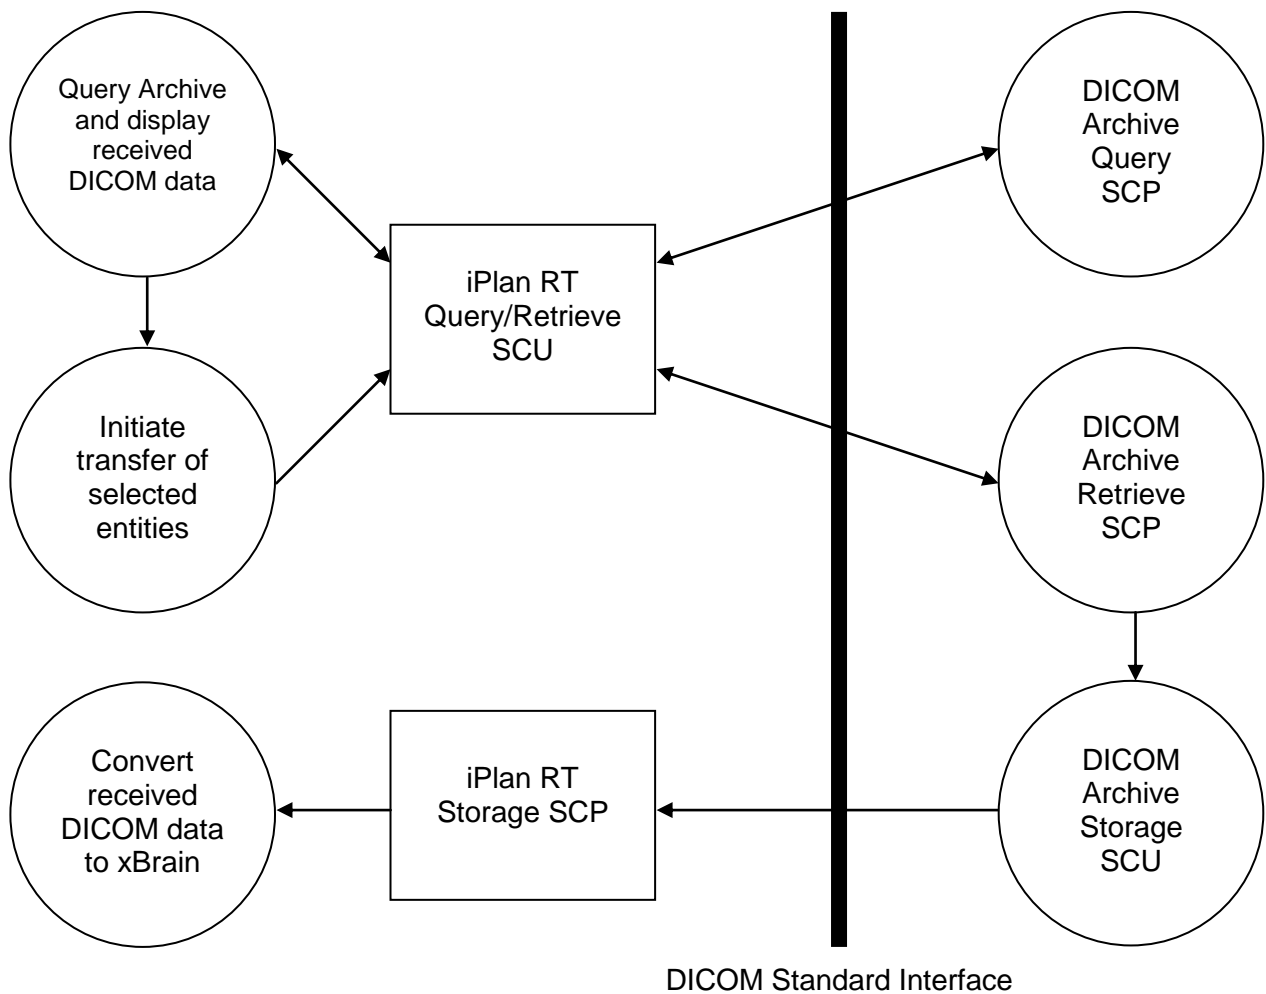 Query Archive
and display
received
DICOM data
DICOM
Archive
Query
SCP
iPlan RT
Query/Retrieve
SCU
Initiate
transfer of
selected
entities
DICOM
Archive
Retrieve
SCP
Convert
received
DICOM data
to xBrain
iPlan RT
Storage SCP
DICOM
Archive
Storage
SCU
DICOM Standard Interface